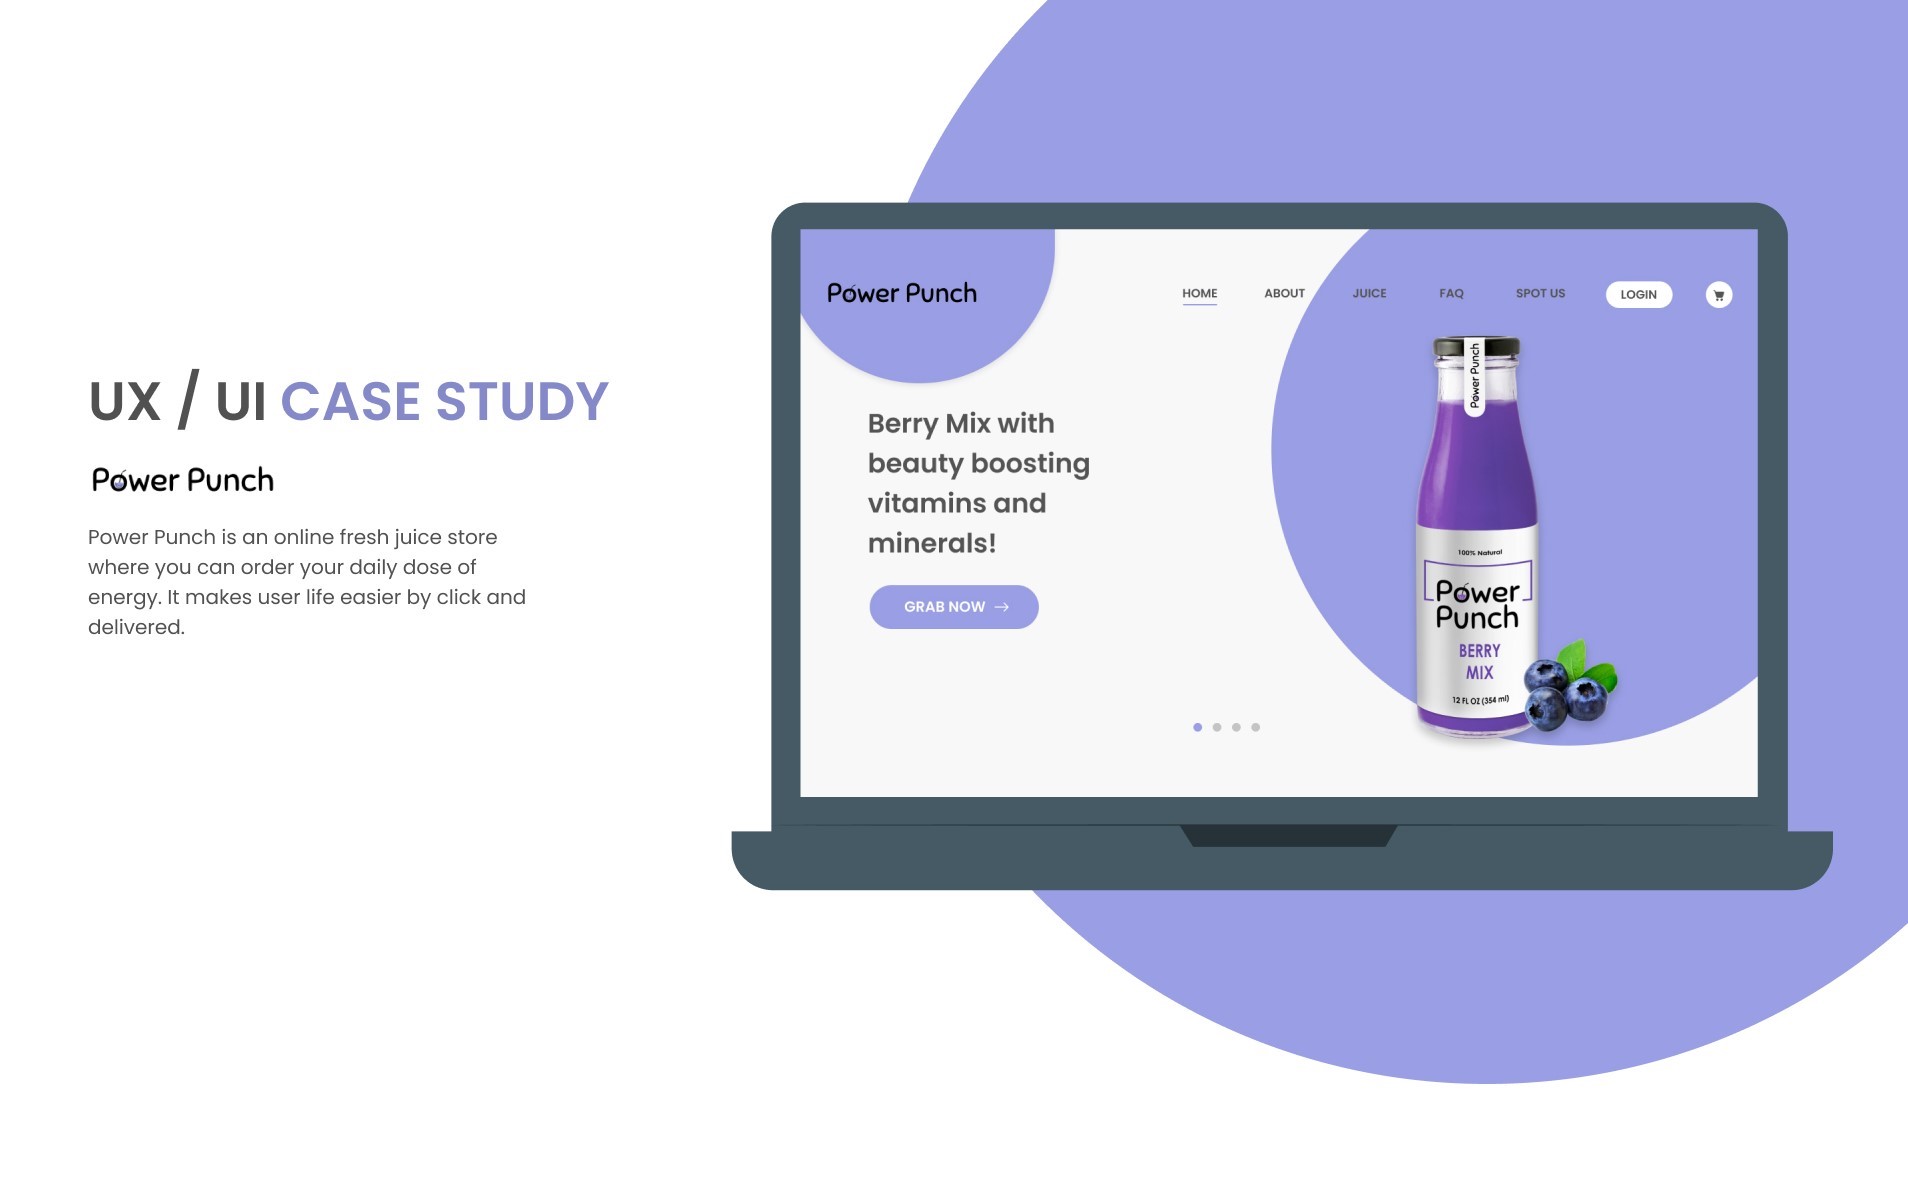 UX / UI CASE STUDY
Power Punch
Power Punch is an online fresh juice store
where you can order your daily dose of
energy. It makes user life easier by click and
delivered.
Power Punch
HOME ABOUT JUICE FAQ SPOT US LOGIN
Berry Mix with
beauty boosting
vitamins and
minerals!
GRAB NOW
Power Punch
100% Natural
Power
Punch
BERRY
MIX
12 FL OZ (354 ml)